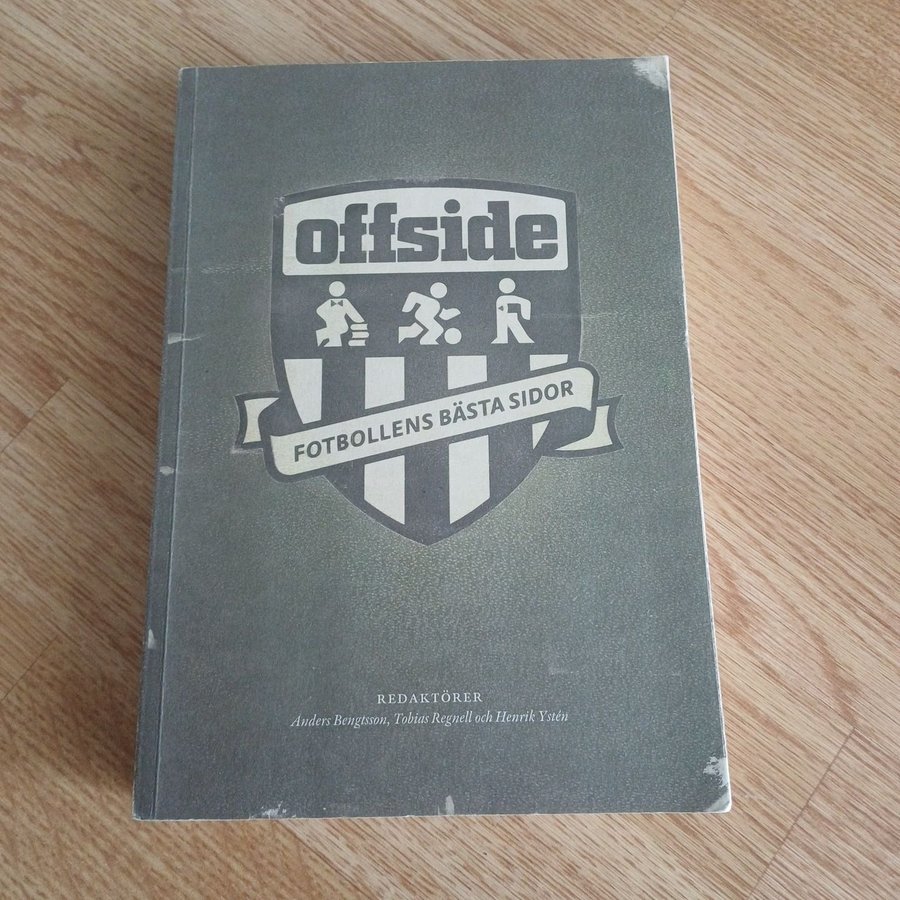 offside
FOTBOLLENS BÄSTA SIDOR
REDAKTÖRER
Anders Bengtsson, Tobias Regnell och Henrik Ystén